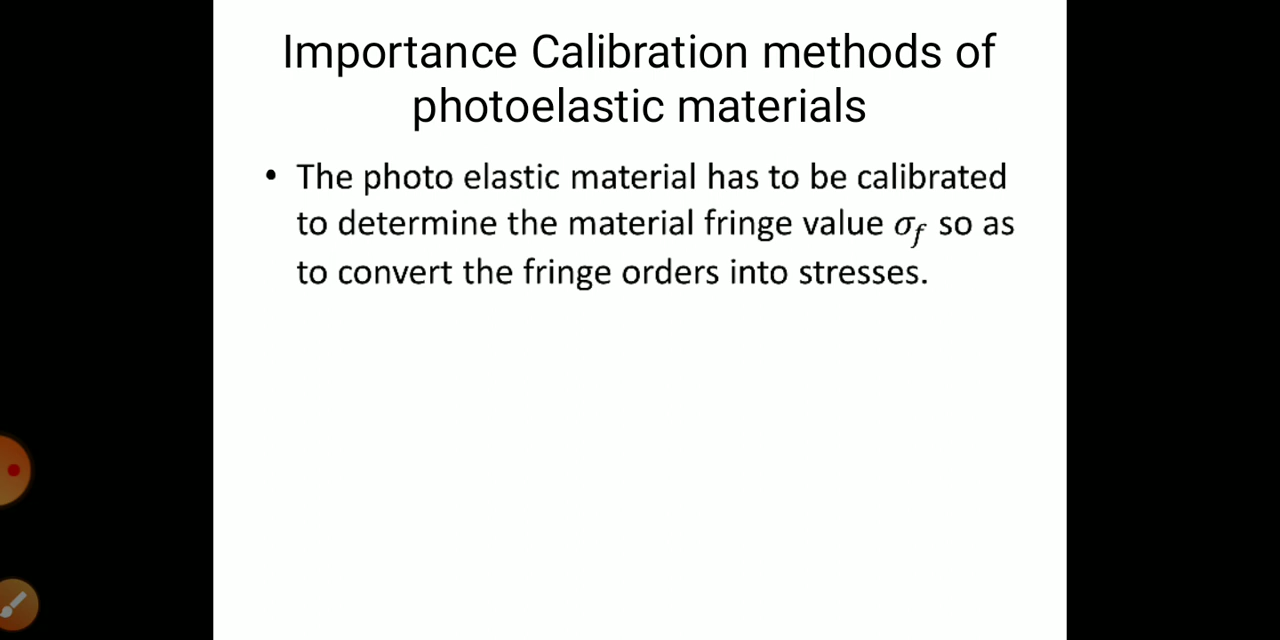 Importance Calibration methods of
photoelastic materials
• The photo elastic material has to be calibrated
to determine the material fringe value σ_f so as
to convert the fringe orders into stresses.